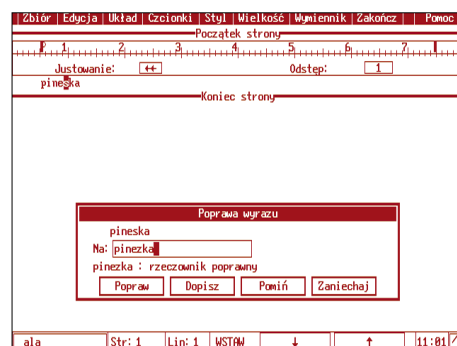 Zbiór Edycja Układ Czcionki Styl Wielkość Wymiennik Zakończ Pomoc
Początek strony
P 1 2 3 4 5 6 7
Justowanie: ↔ Odstęp: 1
pineska
Koniec strony
Poprawa wyrazu
pineska
Na: pinezka
pinezka : rzeczownik poprawny
Popraw Dopisz Pomiń Zaniechaj
ala Str: 1 Lin: 1 WSTAW ↓ ↑ 11:01